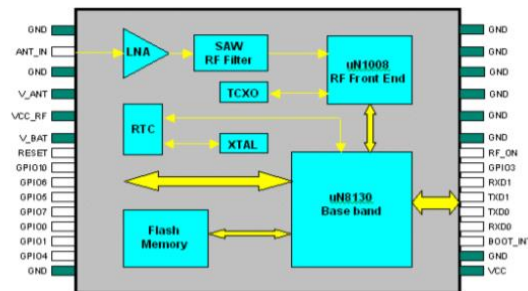 GND
ANT_IN
GND
V_ANT
VCC_RF
V_BAT
RESET
GPIO10
GPIO6
GPIO5
GPIO7
GPIO0
GPIO1
GPIO4
GND
LNA
SAW
RF Filter
uN1008
RF Front End
TCXO
RTC
XTAL
uN8130
Base band
Flash
Memory
GND
GND
GND
GND
GND
GND
RF_ON
GPIO3
RXD1
TXD1
TXD0
RXD0
BOOT_INT
GND
VCC